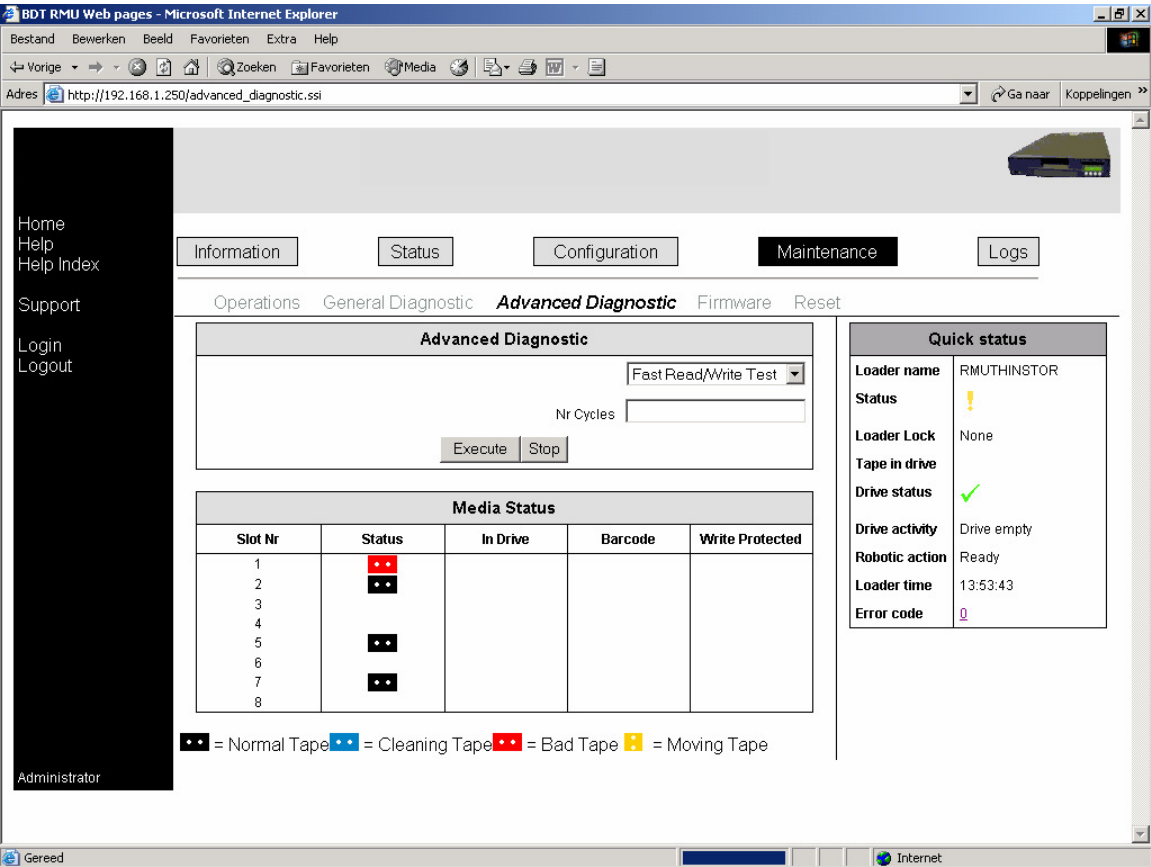 BDT RMU Web pages - Microsoft Internet Explorer
Bestand Bewerken Beeld Favorieten Extra Help
Vorige Zoeken Favorieten Media
Adres http://192.168.1.250/advanced_diagnostic.ssi Ga naar Koppelingen »
Home
Help
Help Index
Support
Login
Logout
Administrator
Information Status Configuration Maintenance Logs
Operations General Diagnostic Advanced Diagnostic Firmware Reset
Advanced Diagnostic
Fast Read/Write Test
Nr Cycles
Execute Stop
Media Status
Slot Nr Status In Drive Barcode Write Protected
1
2
3
4
5
6
7
8
= Normal Tape = Cleaning Tape = Bad Tape = Moving Tape
Quick status
Loader name RMUTHINSTOR
Status
Loader Lock None
Tape in drive
Drive status
Drive activity Drive empty
Robotic action Ready
Loader time 13:53:43
Error code 0
Gereed Internet